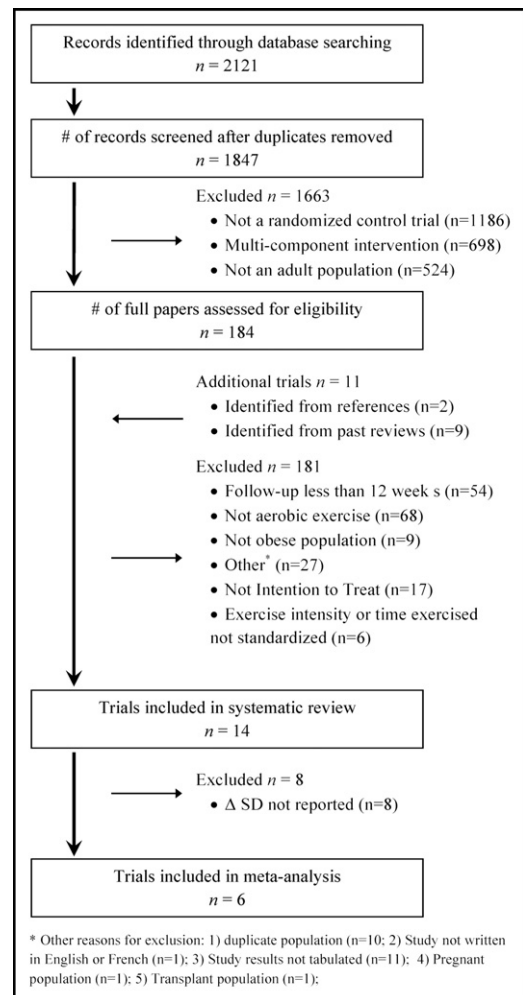 Records identified through database searching
n = 2121
# of records screened after duplicates removed
n = 1847
Excluded n = 1663
• Not a randomized control trial (n=1186)
• Multi-component intervention (n=698)
• Not an adult population (n=524)
# of full papers assessed for eligibility
n = 184
Additional trials n = 11
• Identified from references (n=2)
• Identified from past reviews (n=9)
Excluded n = 181
• Follow-up less than 12 week s (n=54)
• Not aerobic exercise (n=68)
• Not obese population (n=9)
• Other* (n=27)
• Not Intention to Treat (n=17)
• Exercise intensity or time exercised
not standardized (n=6)
Trials included in systematic review
n = 14
Excluded n = 8
• Δ SD not reported (n=8)
Trials included in meta-analysis
n = 6
* Other reasons for exclusion: 1) duplicate population (n=10; 2) Study not written
in English or French (n=1); 3) Study results not tabulated (n=11); 4) Pregnant
population (n=1); 5) Transplant population (n=1);